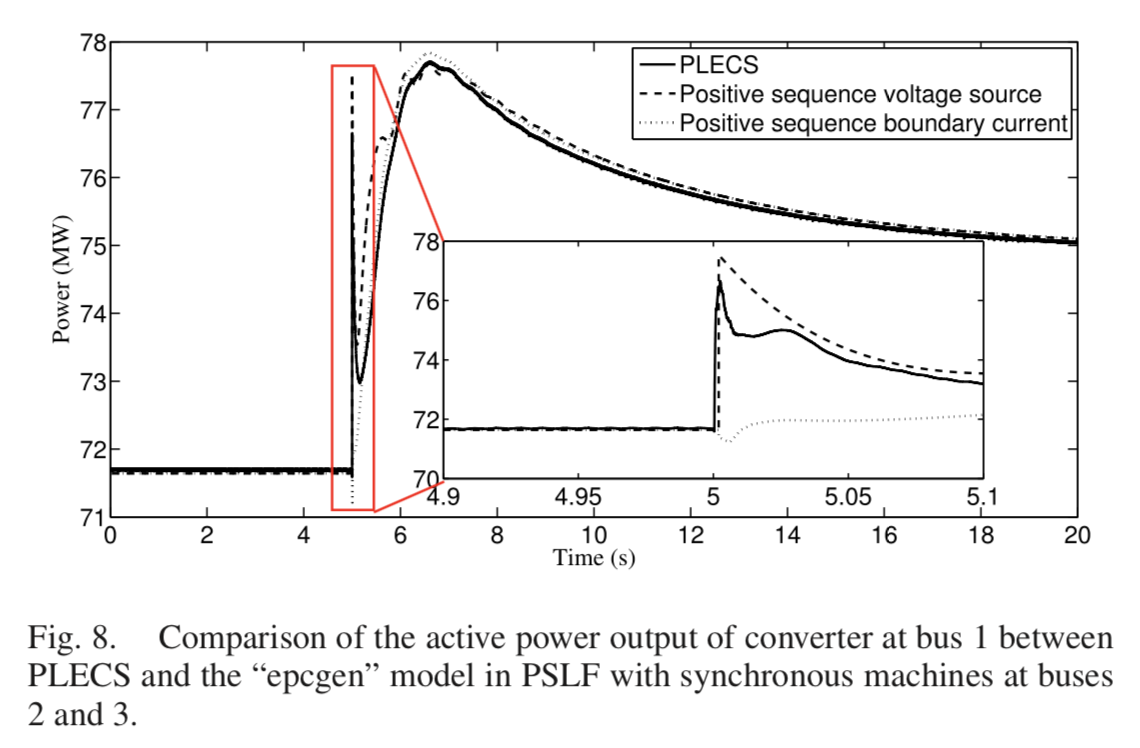 78
77
76
75
74
73
72
71
Power (MW)
PLECS
Positive sequence voltage source
Positive sequence boundary current
78
76
74
72
70
4.9 4.95 5 5.05 5.1
0 2 4 6 8 10 12 14 16 18 20
Time (s)
Fig. 8. Comparison of the active power output of converter at bus 1 between
PLECS and the “epcgen” model in PSLF with synchronous machines at buses
2 and 3.